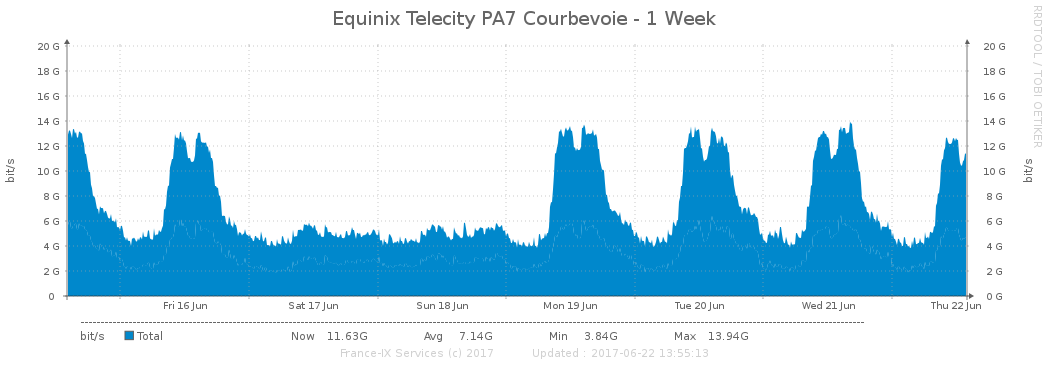 Equinix Telecity PA7 Courbevoie - 1 Week
RRDTOOL / TOBI OETIKER
bit/s
20 G
18 G
16 G
14 G
12 G
10 G
8 G
6 G
4 G
2 G
0
20 G
18 G
16 G
14 G
12 G
10 G
8 G
6 G
4 G
2 G
0 G
bit/s
Fri 16 Jun Sat 17 Jun Sun 18 Jun Mon 19 Jun Tue 20 Jun Wed 21 Jun Thu 22 Jun
bit/s Total Now 11.63G Avg 7.14G Min 3.84G Max 13.94G
France-IX Services (c) 2017 Updated : 2017-06-22 13:55:13